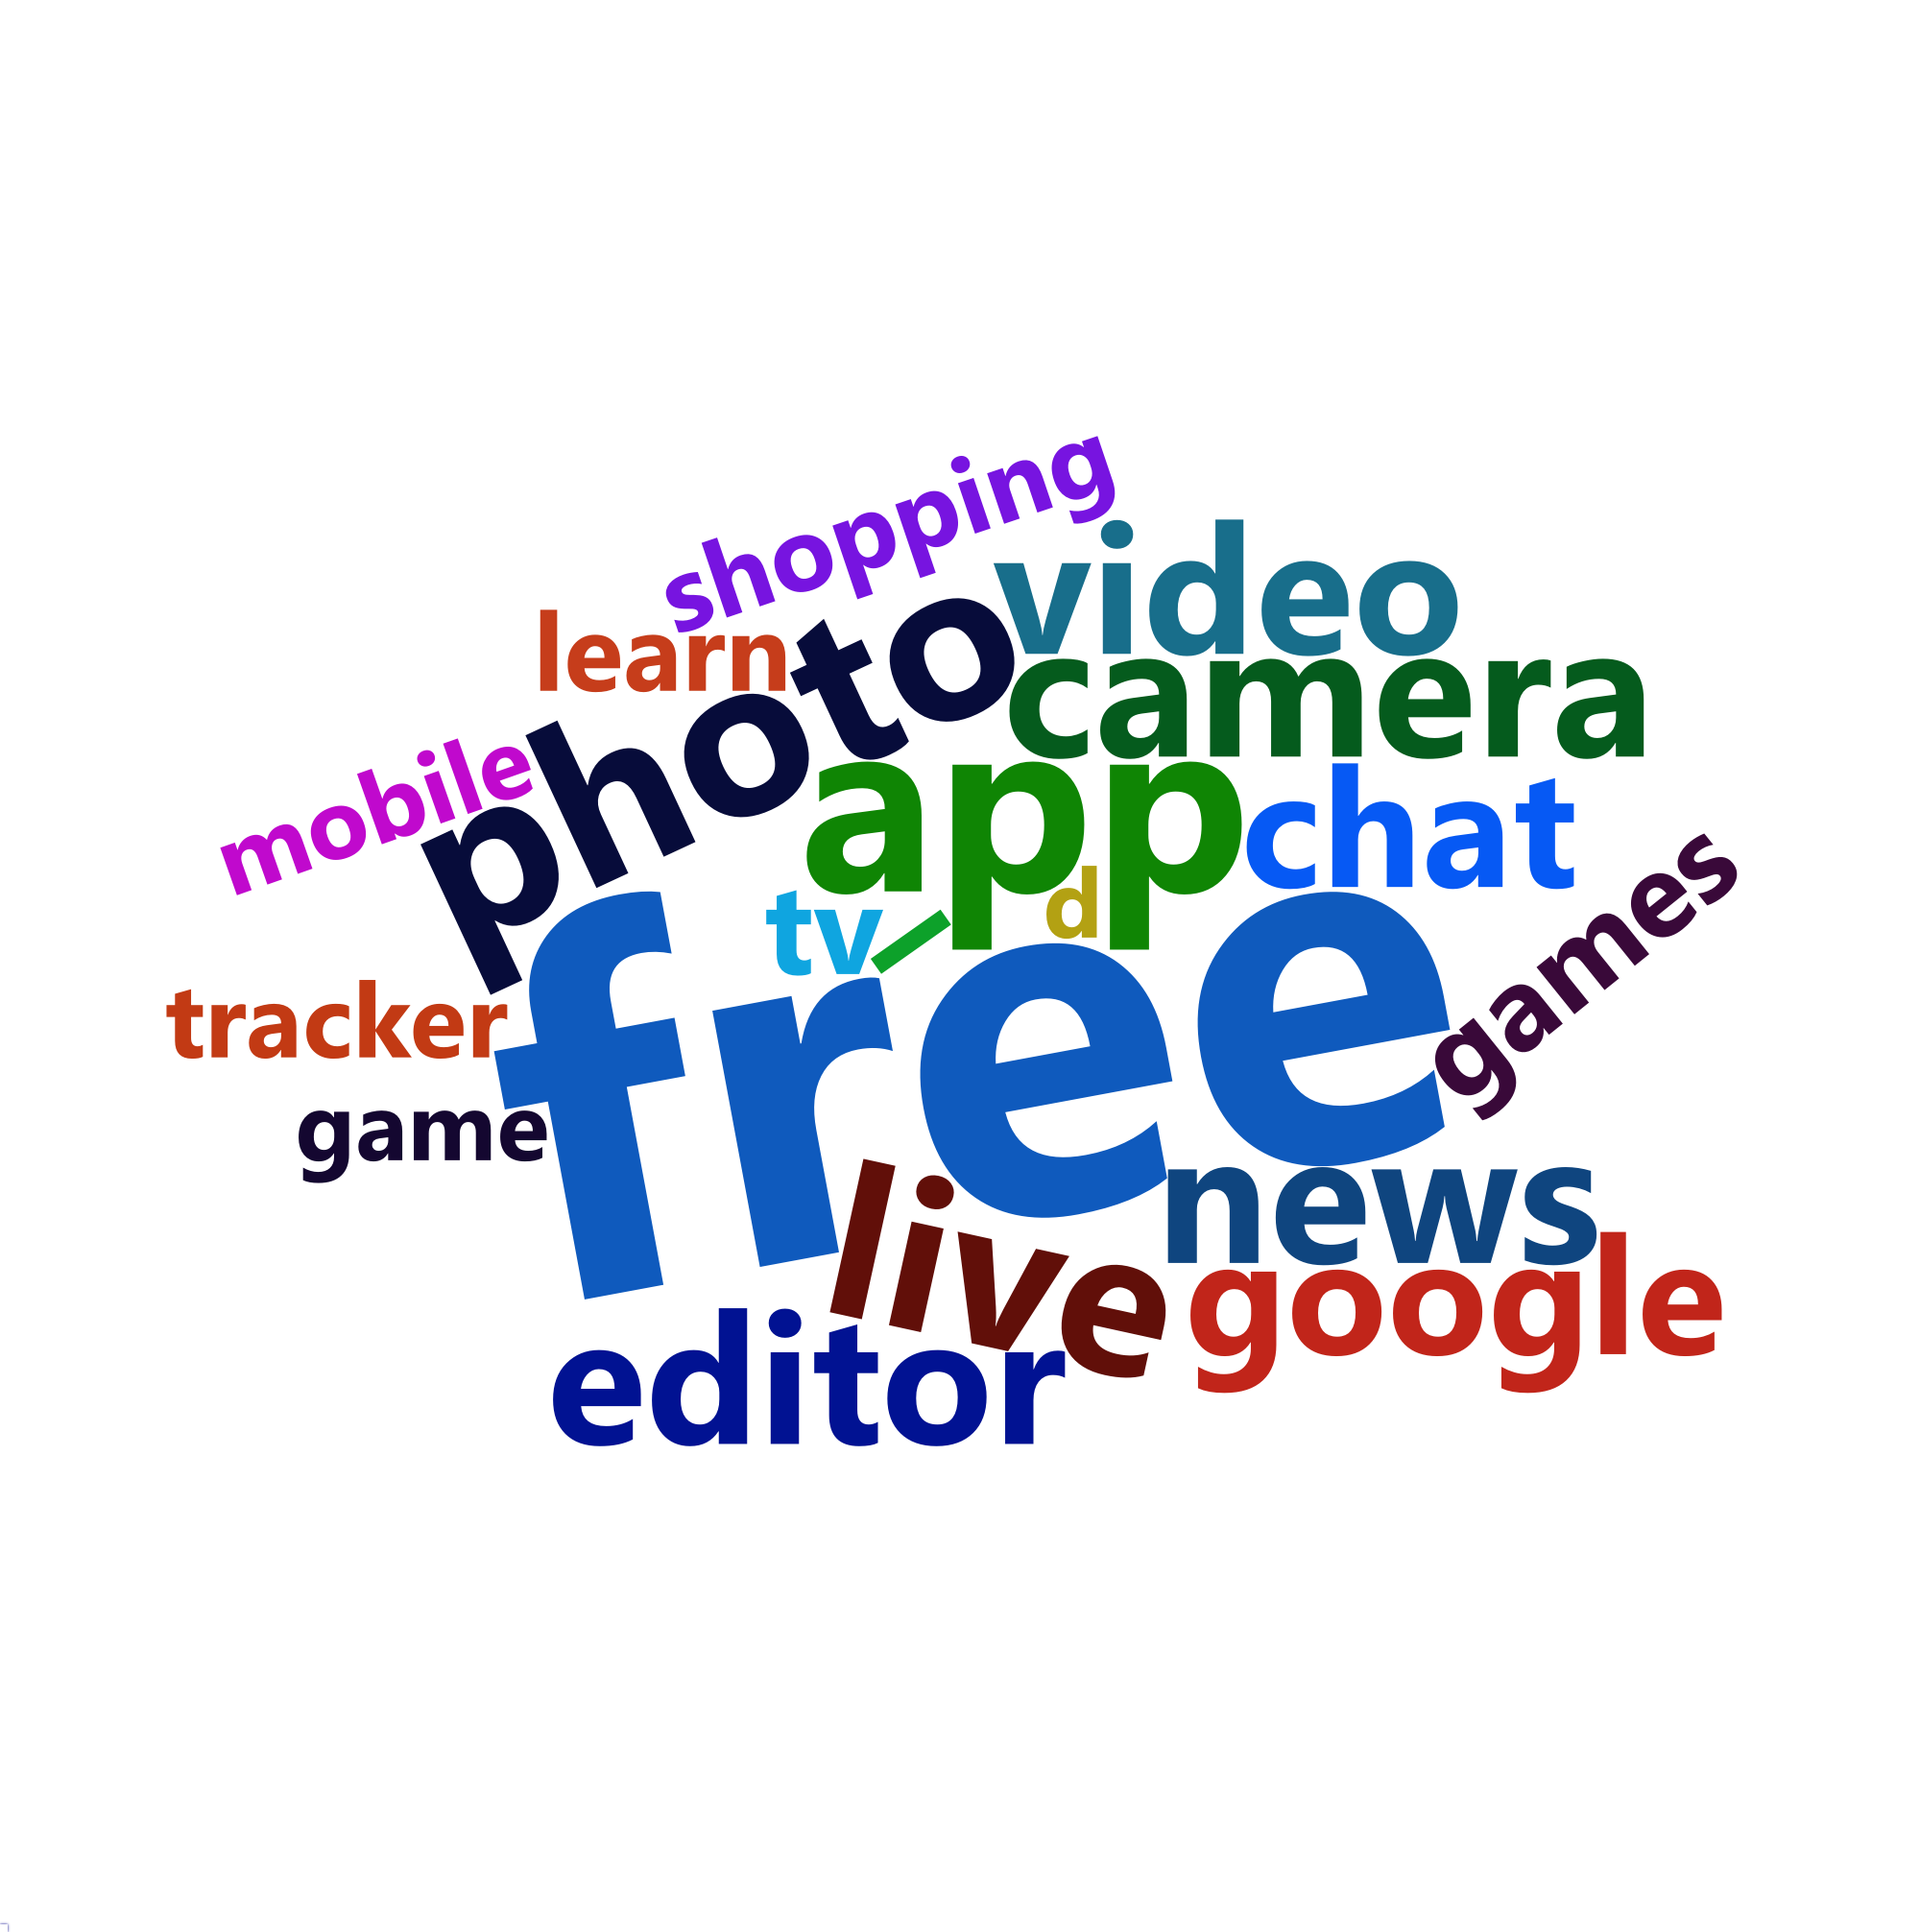 shopping
video
learn
photo
camera
mobile
app
chat
games
tv
l
d
free
tracker
game
live
news
google
editor